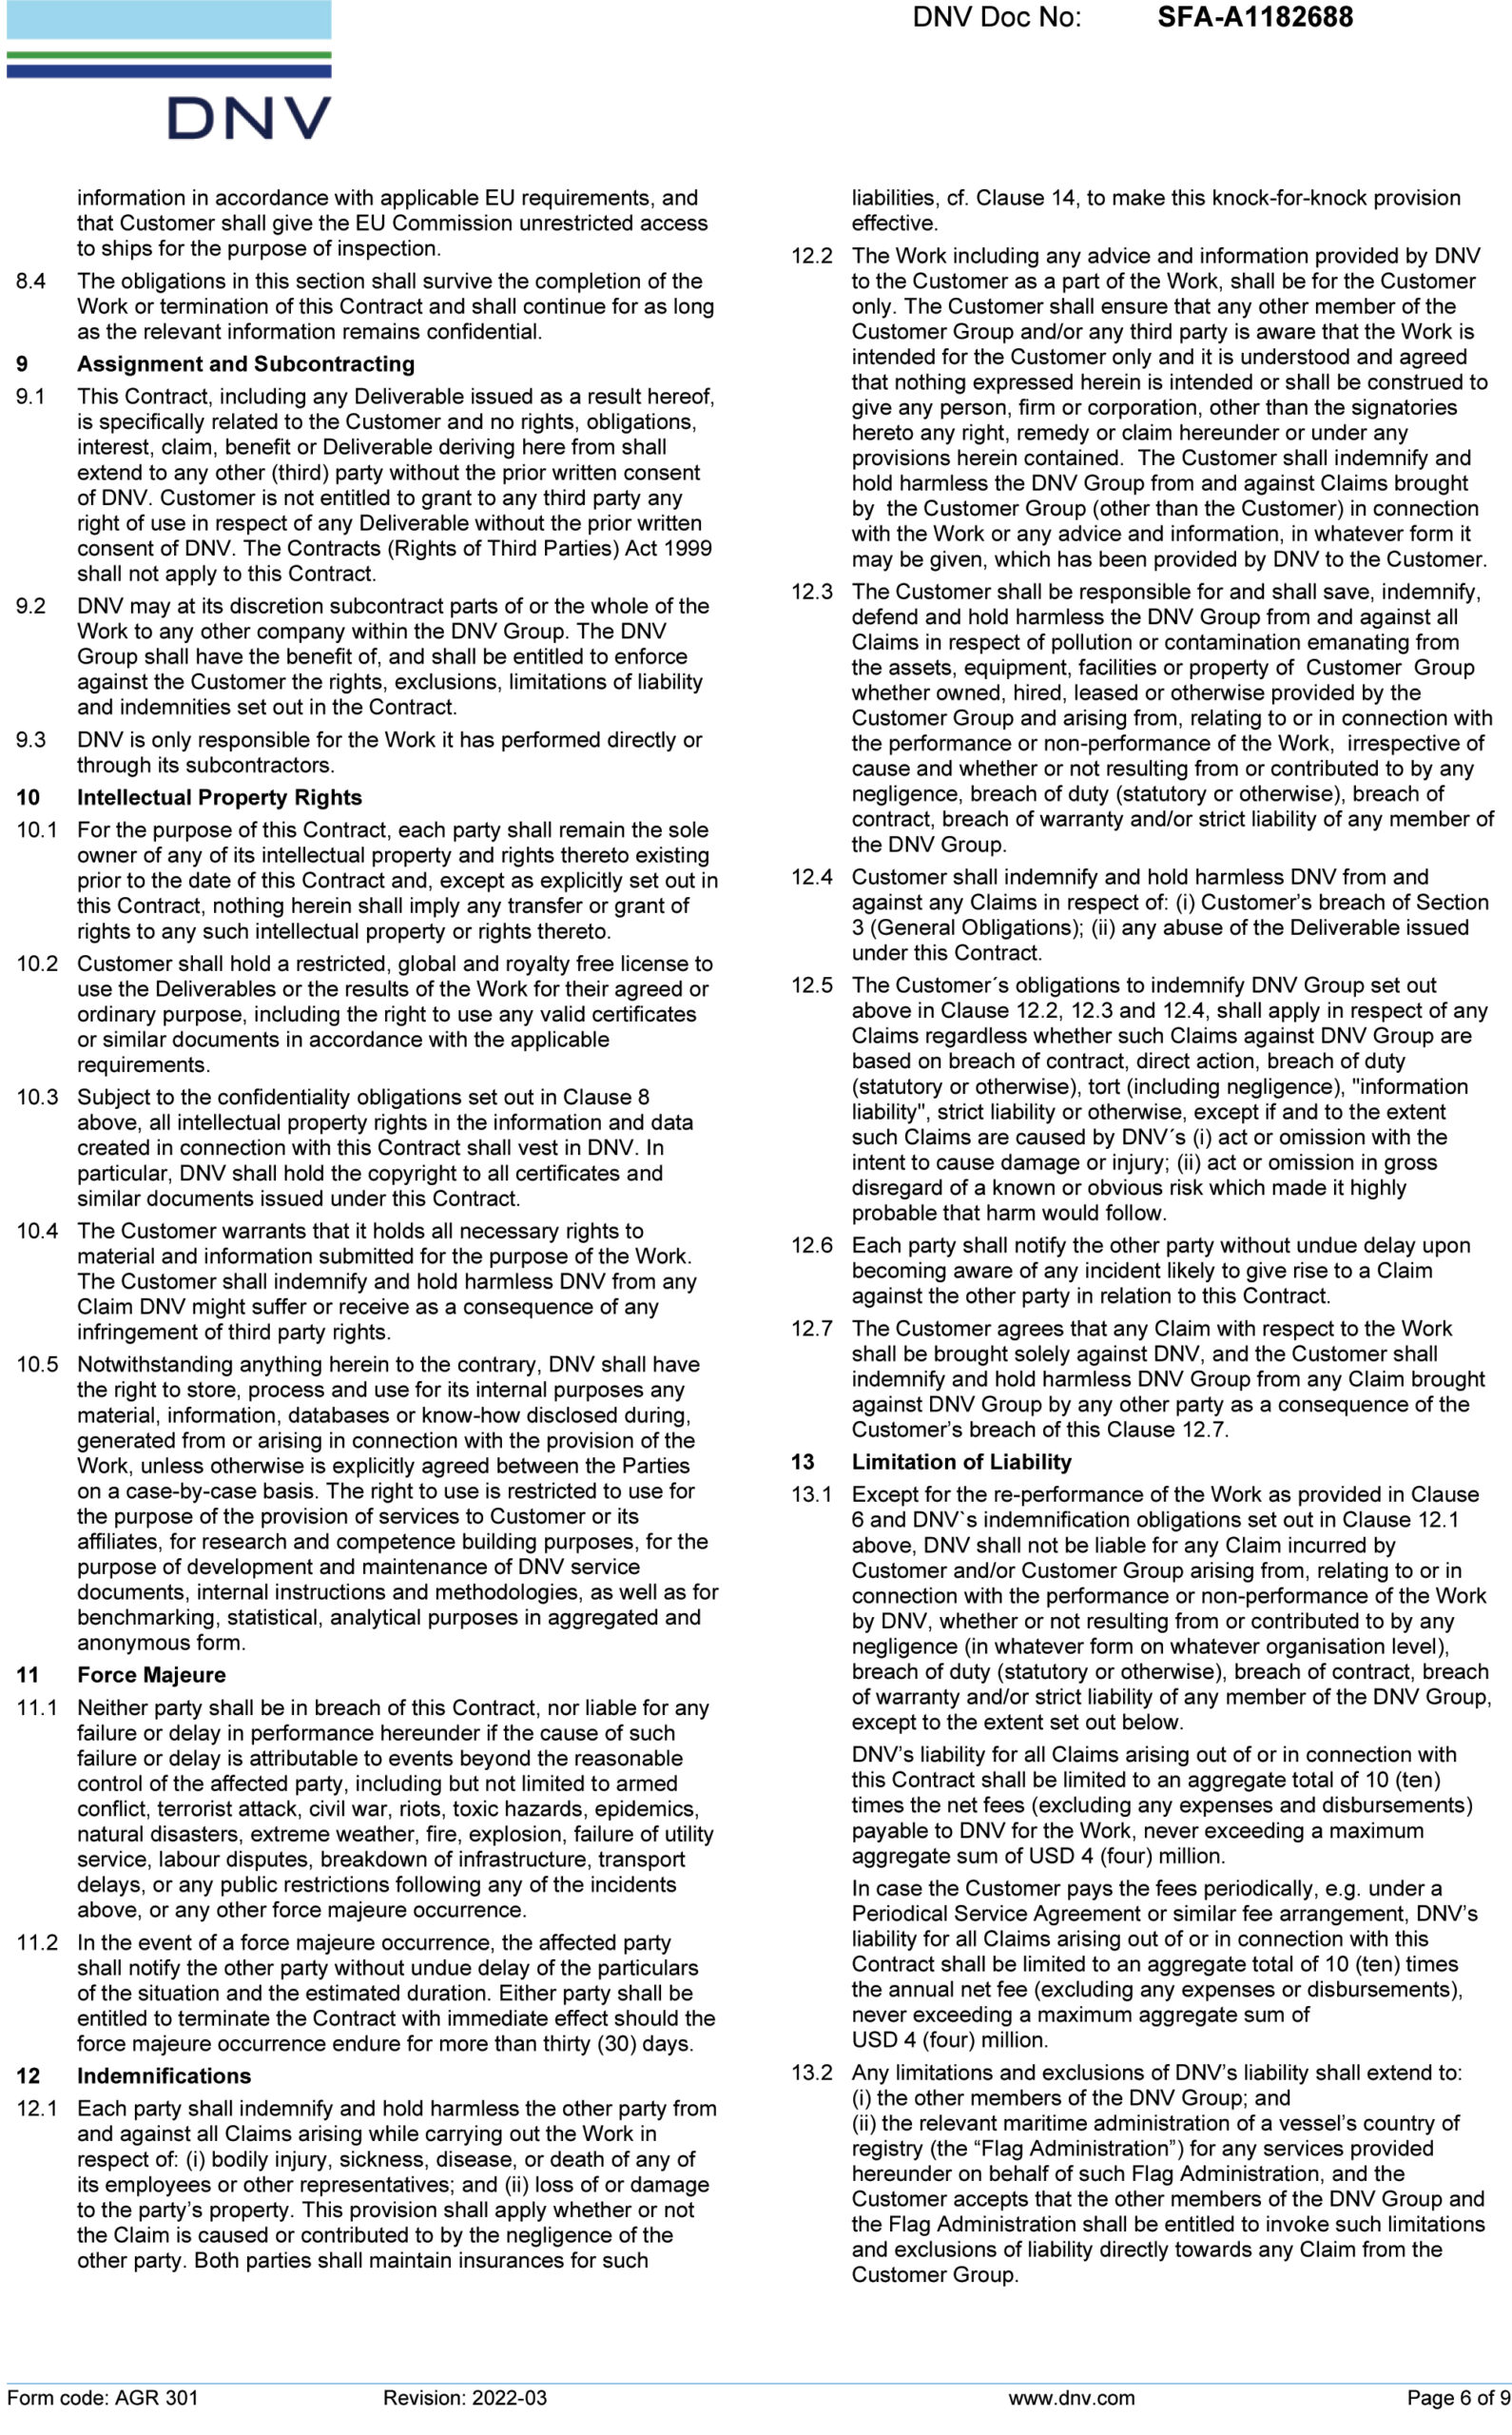 DNV Doc No: SFA-A1182688
DNV
information in accordance with applicable EU requirements, and
that Customer shall give the EU Commission unrestricted access
to ships for the purpose of inspection.
8.4 The obligations in this section shall survive the completion of the
Work or termination of this Contract and shall continue for as long
as the relevant information remains confidential.
9 Assignment and Subcontracting
9.1 This Contract, including any Deliverable issued as a result hereof,
is specifically related to the Customer and no rights, obligations,
interest, claim, benefit or Deliverable deriving here from shall
extend to any other (third) party without the prior written consent
of DNV. Customer is not entitled to grant to any third party any
right of use in respect of any Deliverable without the prior written
consent of DNV. The Contracts (Rights of Third Parties) Act 1999
shall not apply to this Contract.
9.2 DNV may at its discretion subcontract parts of or the whole of the
Work to any other company within the DNV Group. The DNV
Group shall have the benefit of, and shall be entitled to enforce
against the Customer the rights, exclusions, limitations of liability
and indemnities set out in the Contract.
9.3 DNV is only responsible for the Work it has performed directly or
through its subcontractors.
10 Intellectual Property Rights
10.1 For the purpose of this Contract, each party shall remain the sole
owner of any of its intellectual property and rights thereto existing
prior to the date of this Contract and, except as explicitly set out in
this Contract, nothing herein shall imply any transfer or grant of
rights to any such intellectual property or rights thereto.
10.2 Customer shall hold a restricted, global and royalty free license to
use the Deliverables or the results of the Work for their agreed or
ordinary purpose, including the right to use any valid certificates
or similar documents in accordance with the applicable
requirements.
10.3 Subject to the confidentiality obligations set out in Clause 8
above, all intellectual property rights in the information and data
created in connection with this Contract shall vest in DNV. In
particular, DNV shall hold the copyright to all certificates and
similar documents issued under this Contract.
10.4 The Customer warrants that it holds all necessary rights to
material and information submitted for the purpose of the Work.
The Customer shall indemnify and hold harmless DNV from any
Claim DNV might suffer or receive as a consequence of any
infringement of third party rights.
10.5 Notwithstanding anything herein to the contrary, DNV shall have
the right to store, process and use for its internal purposes any
material, information, databases or know-how disclosed during,
generated from or arising in connection with the provision of the
Work, unless otherwise is explicitly agreed between the Parties
on a case-by-case basis. The right to use is restricted to use for
the purpose of the provision of services to Customer or its
affiliates, for research and competence building purposes, for the
purpose of development and maintenance of DNV service
documents, internal instructions and methodologies, as well as for
benchmarking, statistical, analytical purposes in aggregated and
anonymous form.
11 Force Majeure
11.1 Neither party shall be in breach of this Contract, nor liable for any
failure or delay in performance hereunder if the cause of such
failure or delay is attributable to events beyond the reasonable
control of the affected party, including but not limited to armed
conflict, terrorist attack, civil war, riots, toxic hazards, epidemics,
natural disasters, extreme weather, fire, explosion, failure of utility
service, labour disputes, breakdown of infrastructure, transport
delays, or any public restrictions following any of the incidents
above, or any other force majeure occurrence.
11.2 In the event of a force majeure occurrence, the affected party
shall notify the other party without undue delay of the particulars
of the situation and the estimated duration. Either party shall be
entitled to terminate the Contract with immediate effect should the
force majeure occurrence endure for more than thirty (30) days.
12 Indemnifications
12.1 Each party shall indemnify and hold harmless the other party from
and against all Claims arising while carrying out the Work in
respect of: (i) bodily injury, sickness, disease, or death of any of
its employees or other representatives; and (ii) loss of or damage
to the party's property. This provision shall apply whether or not
the Claim is caused or contributed to by the negligence of the
other party. Both parties shall maintain insurances for such
liabilities, cf. Clause 14, to make this knock-for-knock provision
effective.
12.2 The Work including any advice and information provided by DNV
to the Customer as a part of the Work, shall be for the Customer
only. The Customer shall ensure that any other member of the
Customer Group and/or any third party is aware that the Work is
intended for the Customer only and it is understood and agreed
that nothing expressed herein is intended or shall be construed to
give any person, firm or corporation, other than the signatories
hereto any right, remedy or claim hereunder or under any
provisions herein contained. The Customer shall indemnify and
hold harmless the DNV Group from and against Claims brought
by the Customer Group (other than the Customer) in connection
with the Work or any advice and information, in whatever form it
may be given, which has been provided by DNV to the Customer.
12.3 The Customer shall be responsible for and shall save, indemnify,
defend and hold harmless the DNV Group from and against all
Claims in respect of pollution or contamination emanating from
the assets, equipment, facilities or property of Customer Group
whether owned, hired, leased or otherwise provided by the
Customer Group and arising from, relating to or in connection with
the performance or non-performance of the Work, irrespective of
cause and whether or not resulting from or contributed to by any
negligence, breach of duty (statutory or otherwise), breach of
contract, breach of warranty and/or strict liability of any member of
the DNV Group.
12.4 Customer shall indemnify and hold harmless DNV from and
against any Claims in respect of: (i) Customer's breach of Section
3 (General Obligations); (ii) any abuse of the Deliverable issued
under this Contract.
12.5 The Customer´s obligations to indemnify DNV Group set out
above in Clause 12.2, 12.3 and 12.4, shall apply in respect of any
Claims regardless whether such Claims against DNV Group are
based on breach of contract, direct action, breach of duty
(statutory or otherwise), tort (including negligence), "information
liability", strict liability or otherwise, except if and to the extent
such Claims are caused by DNV´s (i) act or omission with the
intent to cause damage or injury; (ii) act or omission in gross
disregard of a known or obvious risk which made it highly
probable that harm would follow.
12.6 Each party shall notify the other party without undue delay upon
becoming aware of any incident likely to give rise to a Claim
against the other party in relation to this Contract.
12.7 The Customer agrees that any Claim with respect to the Work
shall be brought solely against DNV, and the Customer shall
indemnify and hold harmless DNV Group from any Claim brought
against DNV Group by any other party as a consequence of the
Customer's breach of this Clause 12.7.
13 Limitation of Liability
13.1 Except for the re-performance of the Work as provided in Clause
6 and DNV`s indemnification obligations set out in Clause 12.1
above, DNV shall not be liable for any Claim incurred by
Customer and/or Customer Group arising from, relating to or in
connection with the performance or non-performance of the Work
by DNV, whether or not resulting from or contributed to by any
negligence (in whatever form on whatever organisation level),
breach of duty (statutory or otherwise), breach of contract, breach
of warranty and/or strict liability of any member of the DNV Group,
except to the extent set out below.
DNV's liability for all Claims arising out of or in connection with
this Contract shall be limited to an aggregate total of 10 (ten)
times the net fees (excluding any expenses and disbursements)
payable to DNV for the Work, never exceeding a maximum
aggregate sum of USD 4 (four) million.
In case the Customer pays the fees periodically, e.g. under a
Periodical Service Agreement or similar fee arrangement, DNV's
liability for all Claims arising out of or in connection with this
Contract shall be limited to an aggregate total of 10 (ten) times
the annual net fee (excluding any expenses or disbursements),
never exceeding a maximum aggregate sum of
USD 4 (four) million.
13.2 Any limitations and exclusions of DNV's liability shall extend to:
(i) the other members of the DNV Group; and
(ii) the relevant maritime administration of a vessel's country of
registry (the “Flag Administration”) for any services provided
hereunder on behalf of such Flag Administration, and the
Customer accepts that the other members of the DNV Group and
the Flag Administration shall be entitled to invoke such limitations
and exclusions of liability directly towards any Claim from the
Customer Group.
Form code: AGR 301 Revision: 2022-03 www.dnv.com Page 6 of 9